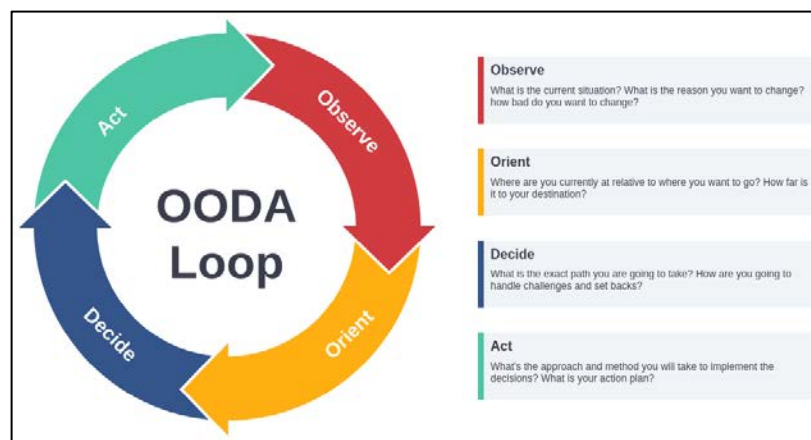 Act
Observe
OODA
Loop
Decide
Orient
Observe
What is the current situation? What is the reason you want to change?
how bad do you want to change?
Orient
Where are you currently at relative to where you want to go? How far is
it to your destination?
Decide
What is the exact path you are going to take? How are you going to
handle challenges and set backs?
Act
What's the approach and method you will take to implement the
decisions? What is your action plan?